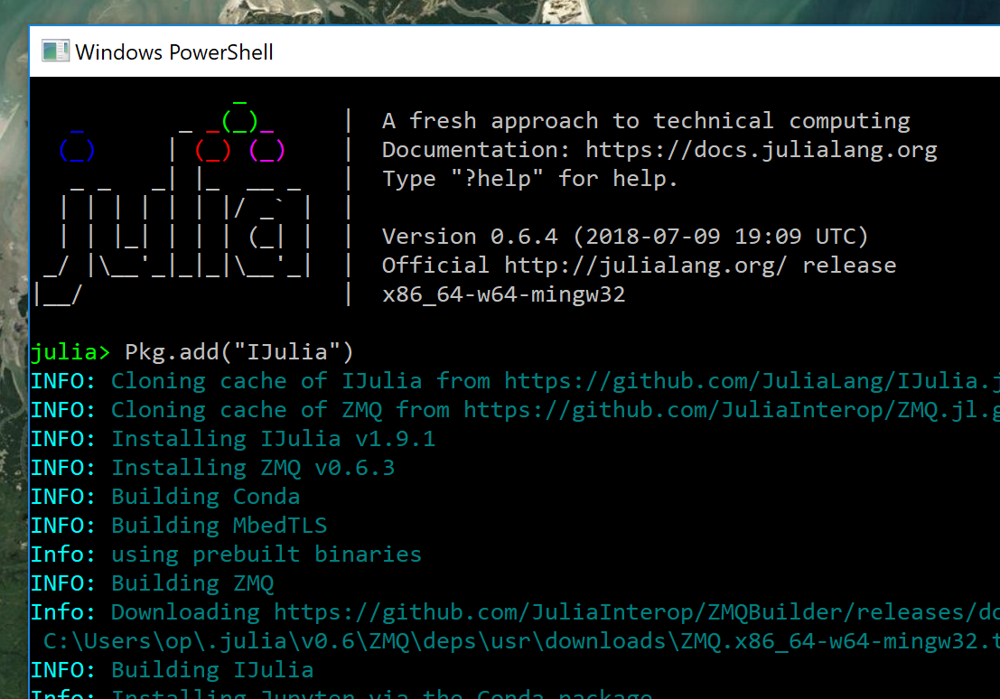 Windows PowerShell
A fresh approach to technical computing
Documentation: https://docs.julialang.org
Type "?help" for help.
Version 0.6.4 (2018-07-09 19:09 UTC)
Official http://julialang.org/ release
x86_64-w64-mingw32
julia> Pkg.add("IJulia")
INFO: Cloning cache of IJulia from https://github.com/JuliaLang/IJulia.j
INFO: Cloning cache of ZMQ from https://github.com/JuliaInterop/ZMQ.jl.g
INFO: Installing IJulia v1.9.1
INFO: Installing ZMQ v0.6.3
INFO: Building Conda
INFO: Building MbedTLS
Info: using prebuilt binaries
INFO: Building ZMQ
Info: Downloading https://github.com/JuliaInterop/ZMQBuilder/releases/do
C:\Users\op\.julia\v0.6\ZMQ\deps\usr\downloads\ZMQ.x86_64-w64-mingw32.t
INFO: Building IJulia
Info: Installing Jupyter via the Conda package